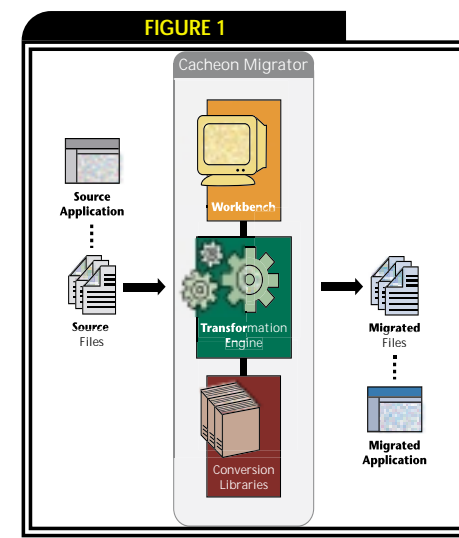 FIGURE 1
Cacheon Migrator
Workbench
Source
Application
Source
Files
Transformation
Engine
Migrated
Files
Conversion
Libraries
Migrated
Application